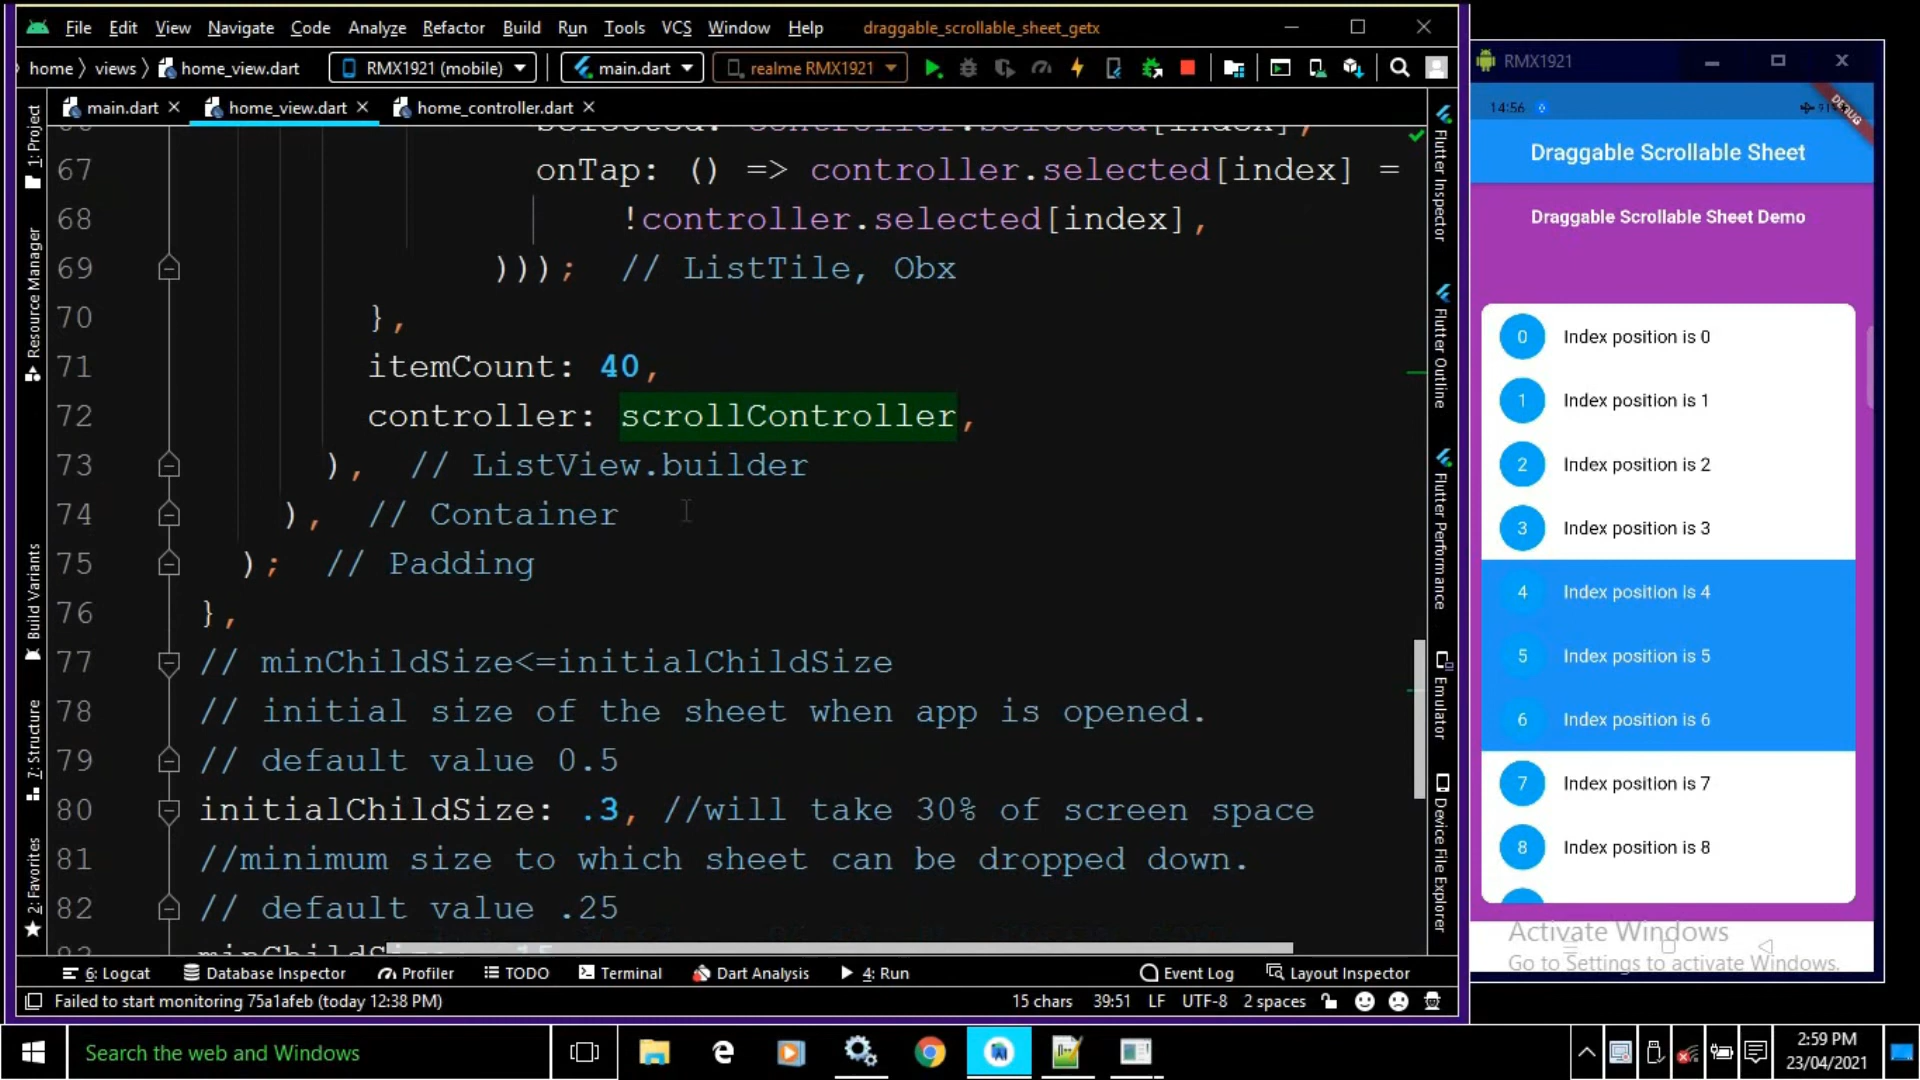 File Edit View Navigate Code Analyze Refactor Build Run Tools VCS Window Help draggable_scrollable_sheet_getx
home views home_view.dart RMX1921 (mobile) main.dart realme RMX1921
main.dart home_view.dart home_controller.dart
67 onTap: () => controller.selected[index] =
68 !controller.selected[index],
69 ))); // ListTile, Obx
70 },
71 itemCount: 40,
72 controller: scrollController,
73 ), // ListView.builder
74 ), // Container
75 ); // Padding
76 },
77 // minChildSize<=initialChildSize
78 // initial size of the sheet when app is opened.
79 // default value 0.5
80 initialChildSize: .3, //will take 30% of screen space
81 //minimum size to which sheet can be dropped down.
82 // default value .25
1: Project
Resource Manager
Build Variants
7: Structure
2: Favorites
Flutter Inspector
Flutter Outline
Flutter Performance
Emulator
Device File Explorer
6: Logcat Database Inspector Profiler TODO Terminal Dart Analysis 4: Run Event Log Layout Inspector
Failed to start monitoring 75a1afeb (today 12:38 PM) 15 chars 39:51 LF UTF-8 2 spaces
RMX1921
14:56
DEBUG
Draggable Scrollable Sheet
Draggable Scrollable Sheet Demo
0 Index position is 0
1 Index position is 1
2 Index position is 2
3 Index position is 3
4 Index position is 4
5 Index position is 5
6 Index position is 6
7 Index position is 7
8 Index position is 8
Activate Windows
Go to Settings to activate Windows.
Search the web and Windows
2:59 PM
23/04/2021